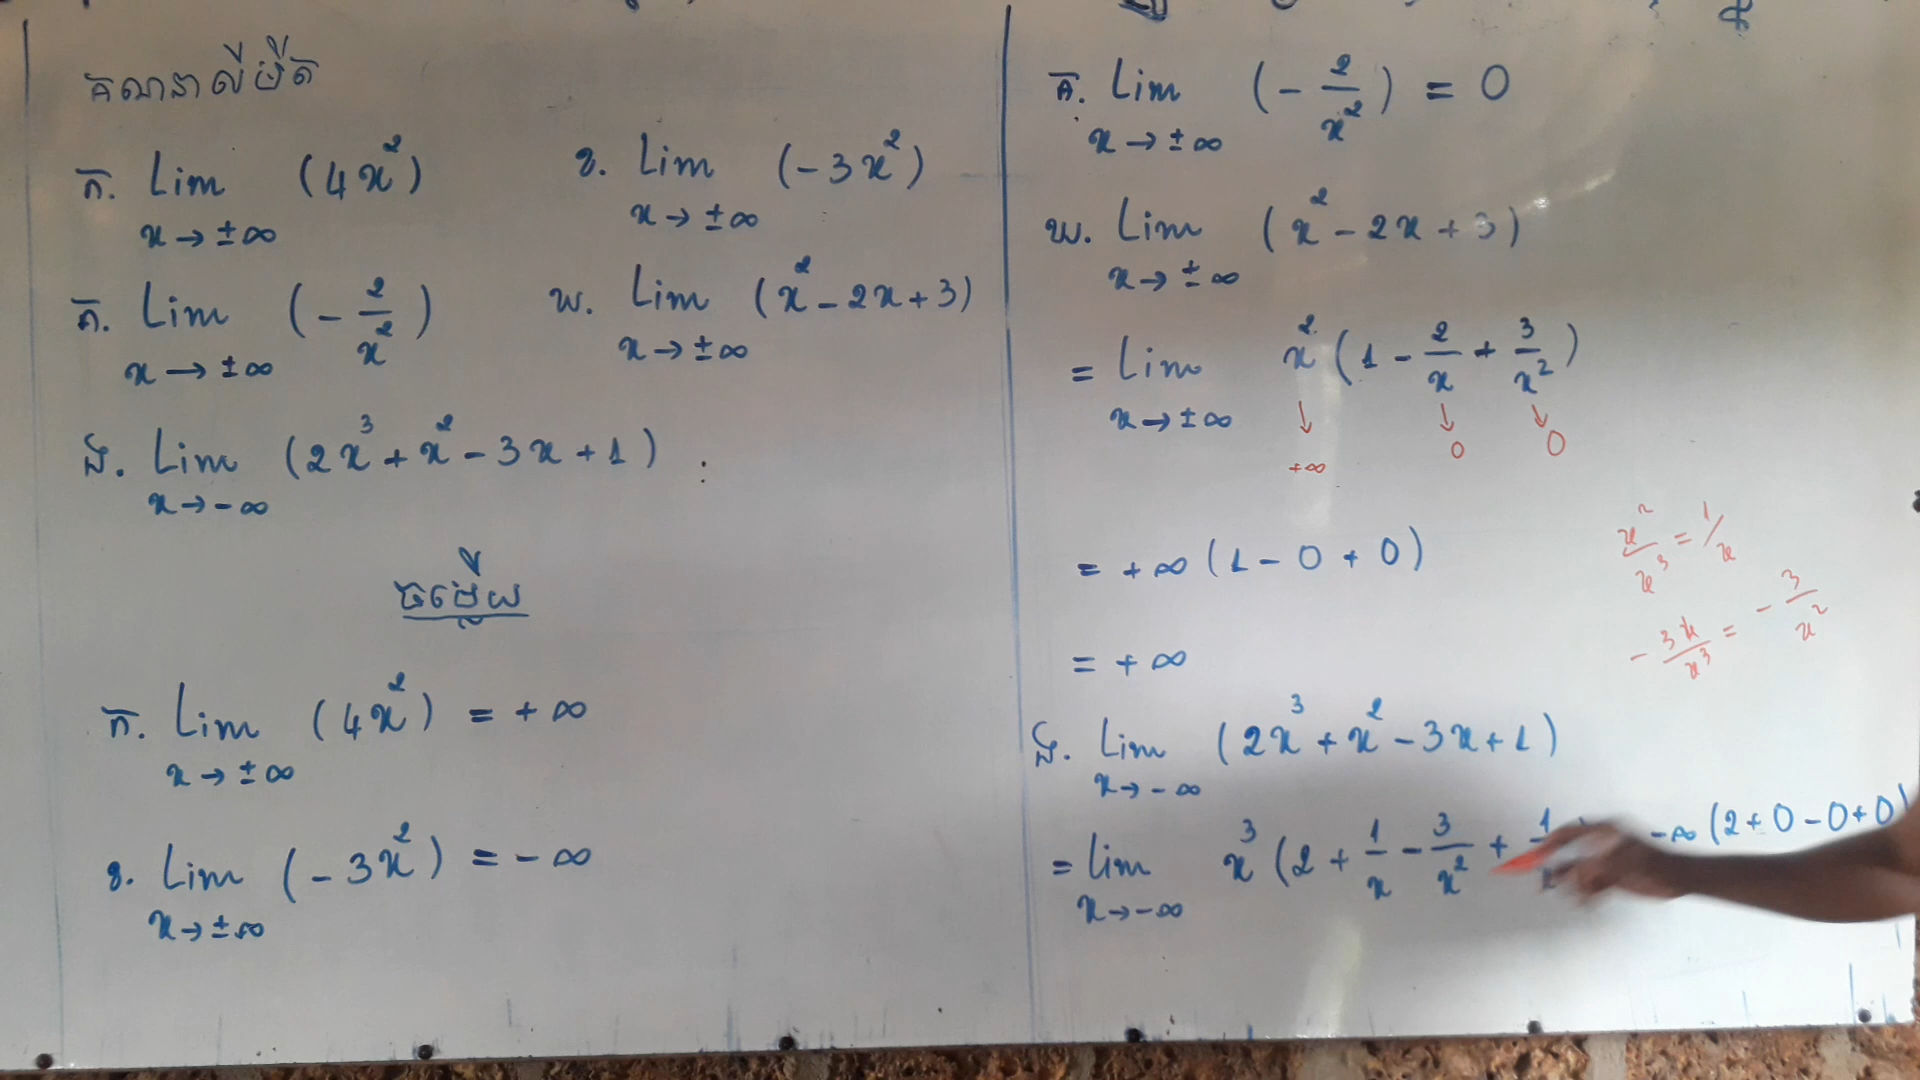 គណនាលីមីត
ក. Lim (4x²)
x → ±∞
ខ. Lim (-3x²)
x → ±∞
គ. Lim (-2/x²)
x → ±∞
ឃ. Lim (x² - 2x + 3)
x → ±∞
ង. Lim (2x³ + x² - 3x + 1) :
x → -∞
ចម្លើយ
ក. Lim (4x²) = +∞
x → ±∞
ខ. Lim (-3x²) = -∞
x → ±∞
គ. Lim (-2/x²) = 0
x → ±∞
ឃ. Lim (x² - 2x + 3)
x → ±∞
= Lim x² (1 - 2/x + 3/x²)
x → ±∞ ↓ ↓ ↓
+∞ 0 0
= +∞ (1 - 0 + 0)
x²/x³ = 1/x
-3x/x³ = -3/x²
= +∞
ង. Lim (2x³ + x² - 3x + 1)
x → -∞
= Lim x³ (2 + 1/x - 3/x² + 1 -∞ (2 + 0 - 0 + 0)
x → -∞